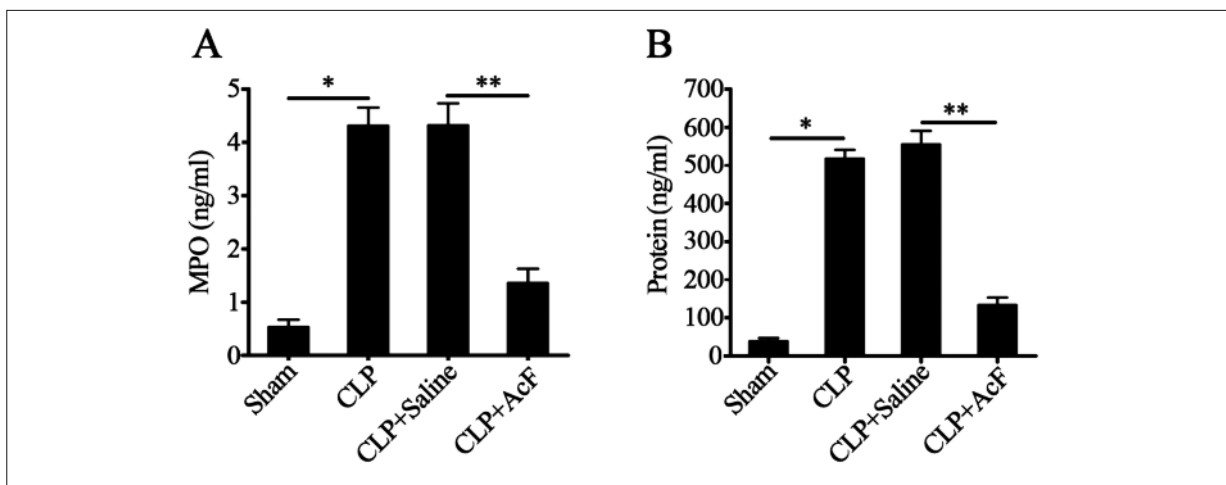 A
MPO (ng/ml)
5
4
3
2
1
0
*
**
Sham
CLP
CLP+Saline
CLP+AcF
B
Protein (ng/ml)
700
600
500
400
300
200
100
0
*
**
Sham
CLP
CLP+Saline
CLP+AcF